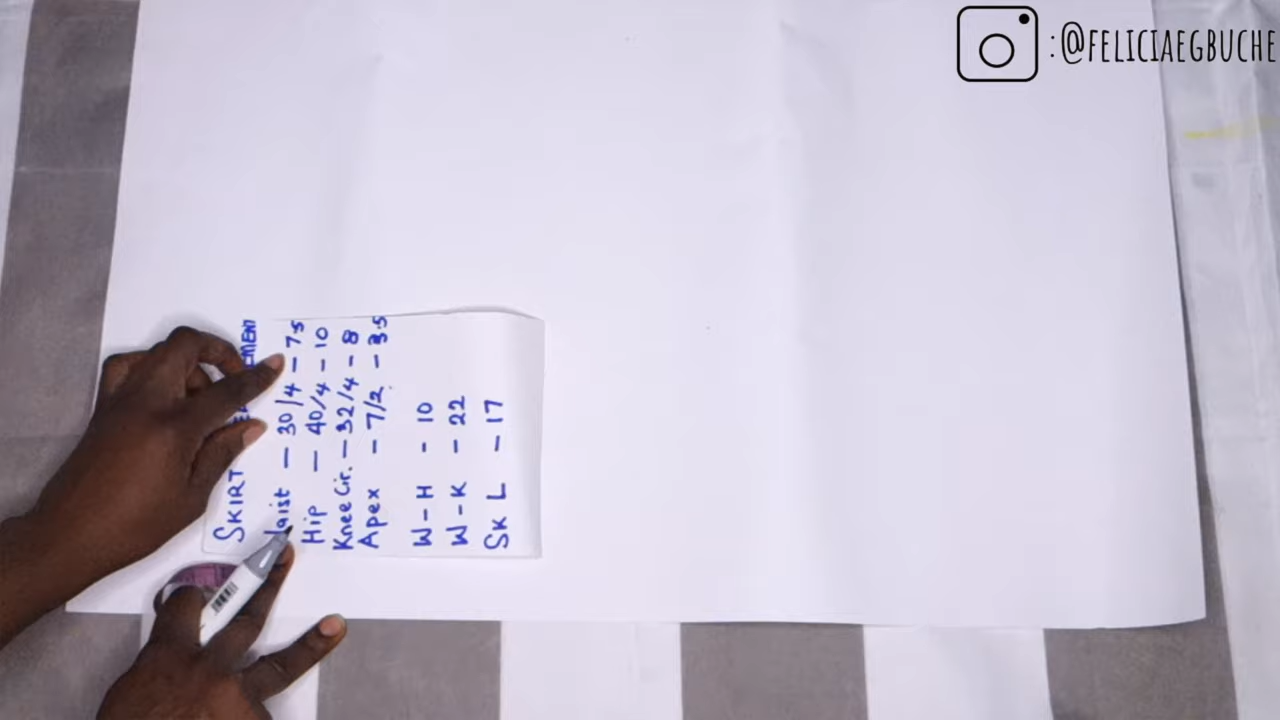 :@FELICIAEGBUCHE
SKIRT
Waist — 30/4 — 7.5
Hip — 40/4 — 10
Knee Cir. — 32/4 — 8
Apex - 7/2 — 3.5
W-H - 10
W-K - 22
SK L - 17